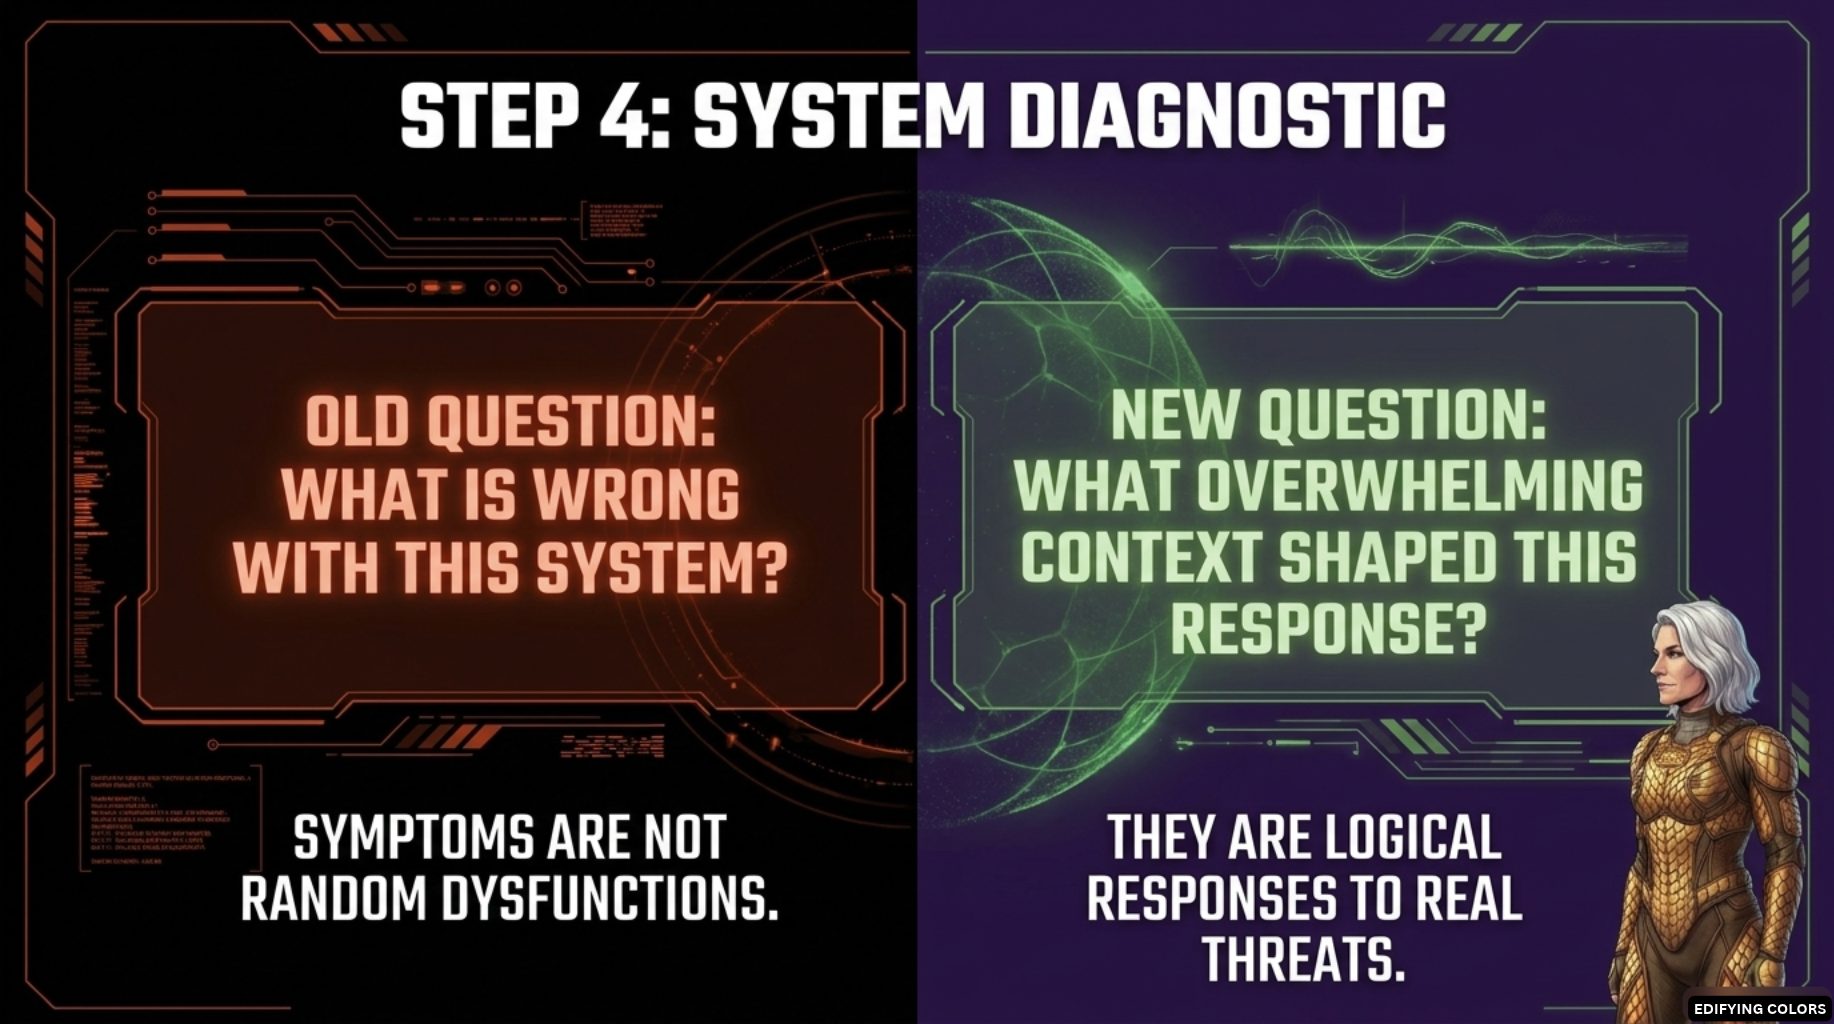 STEP 4: SYSTEM DIAGNOSTIC
OLD QUESTION:
WHAT IS WRONG
WITH THIS SYSTEM?
SYMPTOMS ARE NOT
RANDOM DYSFUNCTIONS.
NEW QUESTION:
WHAT OVERWHELMING
CONTEXT SHAPED THIS
RESPONSE?
THEY ARE LOGICAL
RESPONSES TO REAL
THREATS.
EDIFYING COLORS